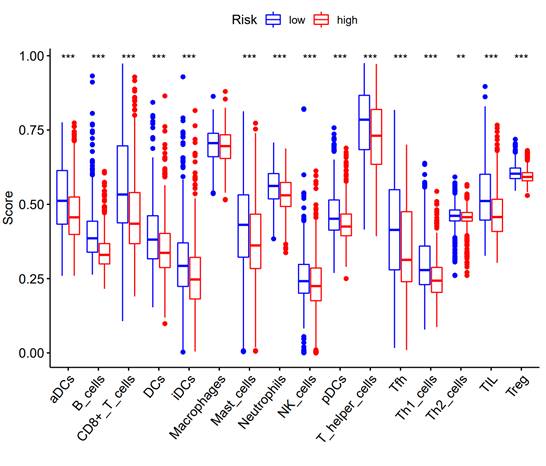 Risk low high
1.00
0.75
0.50
0.25
0.00
Score
*** *** *** *** *** *** *** *** *** *** *** *** ** *** ***
aDCs
B_cells
CD8+_T_cells
DCs
iDCs
Macrophages
Mast_cells
Neutrophils
NK_cells
pDCs
T_helper_cells
Tfh
Th1_cells
Th2_cells
TIL
Treg